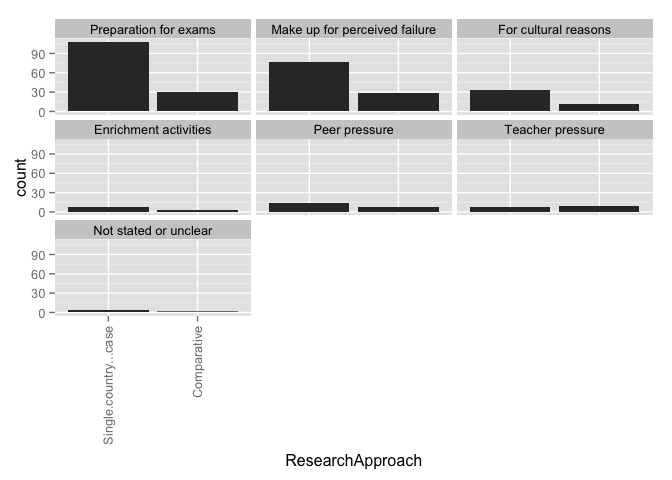 Preparation for exams
Make up for perceived failure
For cultural reasons
90
60
30
0
Enrichment activities
Peer pressure
Teacher pressure
90
60
30
0
count
Not stated or unclear
90
60
30
0
Single.country...case
Comparative
ResearchApproach